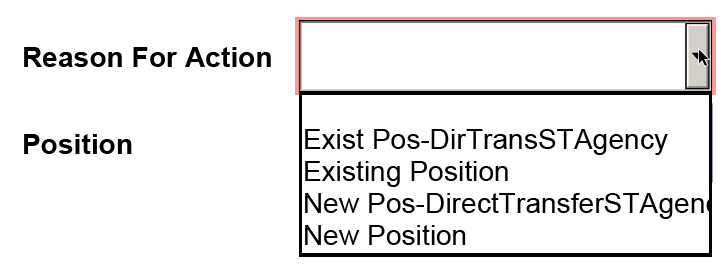 Reason For Action
Position
Exist Pos-DirTransSTAgency
Existing Position
New Pos-DirectTransferSTAgen
New Position